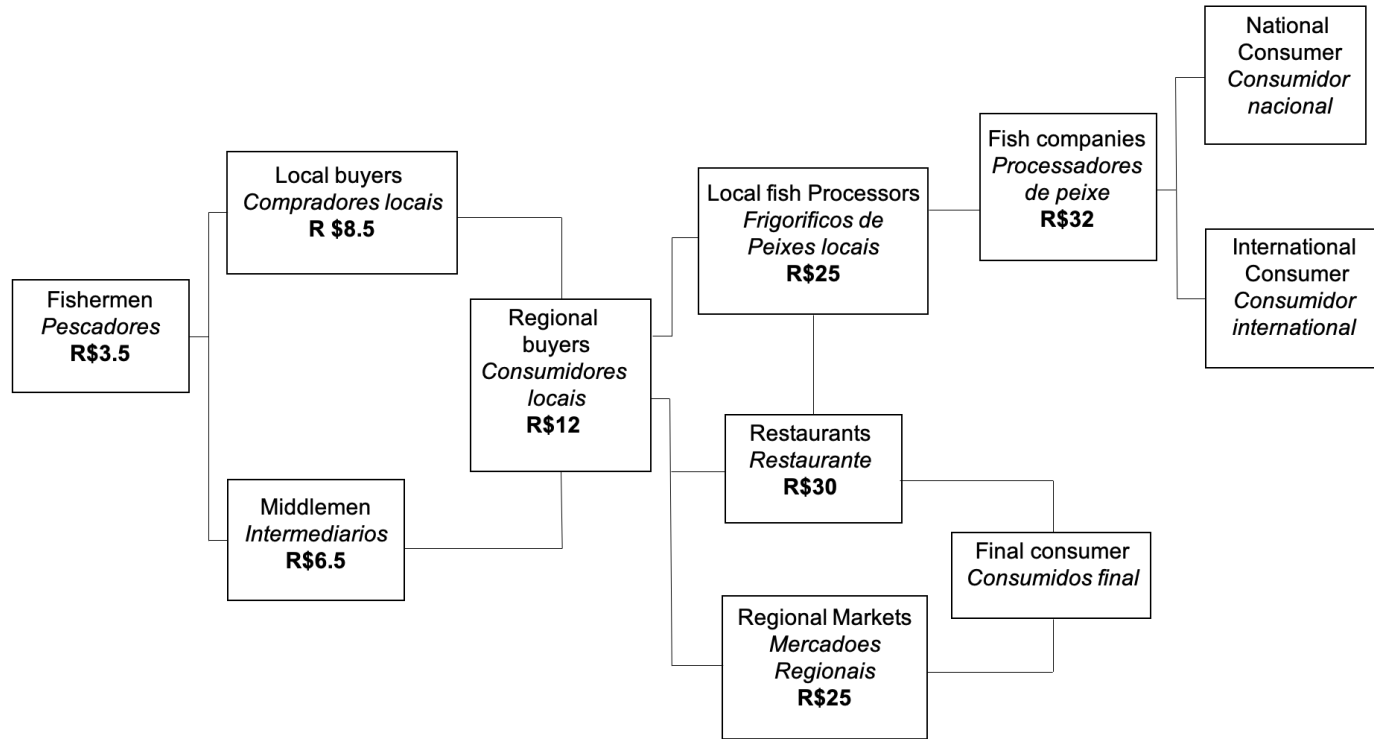 Fishermen
Pescadores
R$3.5
Local buyers
Compradores locais
R $8.5
Middlemen
Intermediarios
R$6.5
Regional
buyers
Consumidores
locais
R$12
Local fish Processors
Frigorificos de
Peixes locais
R$25
Restaurants
Restaurante
R$30
Regional Markets
Mercadoes
Regionais
R$25
Fish companies
Processadores
de peixe
R$32
Final consumer
Consumidos final
National
Consumer
Consumidor
nacional
International
Consumer
Consumidor
international